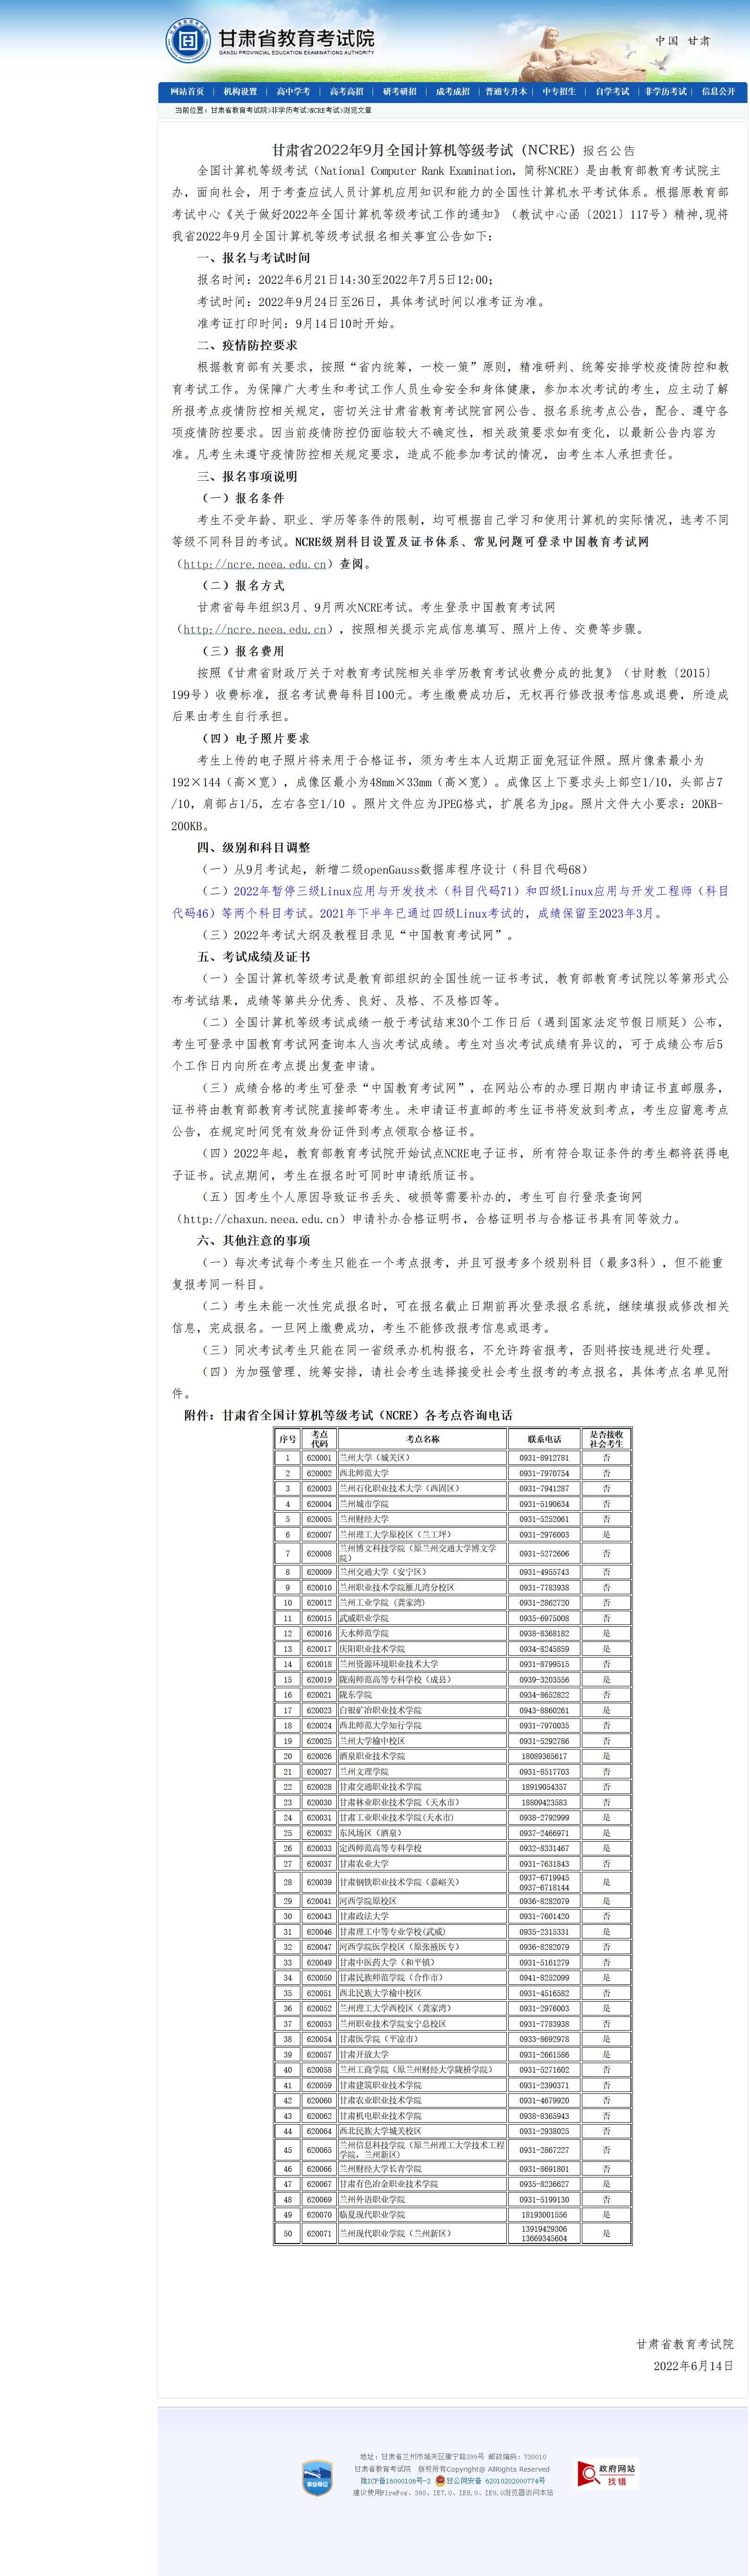 甘肃省教育考试院
GANSU PROVINCIAL EDUCATION EXAMINATIONS AUTHORITY
中国 甘肃
网站首页 | 机构设置 | 高中学考 | 高考高招 | 研考研招 | 成考成招 | 普通专升本 | 中专招生 | 自学考试 | 非学历考试 | 信息公开
当前位置：甘肃省教育考试院>非学历考试>NCRE考试>浏览文章
甘肃省2022年9月全国计算机等级考试（NCRE）报名公告
全国计算机等级考试（National Computer Rank Examination，简称NCRE）是由教育部教育考试院主
办，面向社会，用于考查应试人员计算机应用知识和能力的全国性计算机水平考试体系。根据原教育部
考试中心《关于做好2022年全国计算机等级考试工作的通知》（教试中心函〔2021〕117号）精神,现将
我省2022年9月全国计算机等级考试报名相关事宜公告如下：
一、报名与考试时间
报名时间：2022年6月21日14:30至2022年7月5日12:00；
考试时间：2022年9月24日至26日，具体考试时间以准考证为准。
准考证打印时间：9月14日10时开始。
二、疫情防控要求
根据教育部有关要求，按照“省内统筹，一校一策”原则，精准研判、统筹安排学校疫情防控和教
育考试工作。为保障广大考生和考试工作人员生命安全和身体健康，参加本次考试的考生，应主动了解
所报考点疫情防控相关规定，密切关注甘肃省教育考试院官网公告、报名系统考点公告，配合、遵守各
项疫情防控要求。因当前疫情防控仍面临较大不确定性，相关政策要求如有变化，以最新公告内容为
准。凡考生未遵守疫情防控相关规定要求，造成不能参加考试的情况，由考生本人承担责任。
三、报名事项说明
（一）报名条件
考生不受年龄、职业、学历等条件的限制，均可根据自己学习和使用计算机的实际情况，选考不同
等级不同科目的考试。NCRE级别科目设置及证书体系、常见问题可登录中国教育考试网
（http://ncre.neea.edu.cn）查阅。
（二）报名方式
甘肃省每年组织3月、9月两次NCRE考试。考生登录中国教育考试网
（http://ncre.neea.edu.cn），按照相关提示完成信息填写、照片上传、交费等步骤。
（三）报名费用
按照《甘肃省财政厅关于对教育考试院相关非学历教育考试收费分成的批复》（甘财教〔2015〕
199号）收费标准，报名考试费每科目100元。考生缴费成功后，无权再行修改报考信息或退费，所造成
后果由考生自行承担。
（四）电子照片要求
考生上传的电子照片将来用于合格证书，须为考生本人近期正面免冠证件照。照片像素最小为
192×144（高×宽），成像区最小为48mm×33mm（高×宽）。成像区上下要求头上部空1/10，头部占7
/10，肩部占1/5，左右各空1/10 。照片文件应为JPEG格式，扩展名为jpg。照片文件大小要求：20KB-
200KB。
四、级别和科目调整
（一）从9月考试起，新增二级openGauss数据库程序设计（科目代码68）
（二）2022年暂停三级Linux应用与开发技术（科目代码71）和四级Linux应用与开发工程师（科目
代码46）等两个科目考试。2021年下半年已通过四级Linux考试的，成绩保留至2023年3月。
（三）2022年考试大纲及教程目录见“中国教育考试网”。
五、考试成绩及证书
（一）全国计算机等级考试是教育部组织的全国性统一证书考试, 教育部教育考试院以等第形式公
布考试结果，成绩等第共分优秀、良好、及格、不及格四等。
（二）全国计算机等级考试成绩一般于考试结束30个工作日后（遇到国家法定节假日顺延）公布，
考生可登录中国教育考试网查询本人当次考试成绩。考生对当次考试成绩有异议的，可于成绩公布后5
个工作日内向所在考点提出复查申请。
（三）成绩合格的考生可登录“中国教育考试网”，在网站公布的办理日期内申请证书直邮服务，
证书将由教育部教育考试院直接邮寄考生。未申请证书直邮的考生证书将发放到考点，考生应留意考点
公告，在规定时间凭有效身份证件到考点领取合格证书。
（四）2022年起，教育部教育考试院开始试点NCRE电子证书，所有符合取证条件的考生都将获得电
子证书。试点期间，考生在报名时可同时申请纸质证书。
（五）因考生个人原因导致证书丢失、破损等需要补办的，考生可自行登录查询网
（http://chaxun.neea.edu.cn）申请补办合格证明书，合格证明书与合格证书具有同等效力。
六、其他注意的事项
（一）每次考试每个考生只能在一个考点报考，并且可报考多个级别科目（最多3科），但不能重
复报考同一科目。
（二）考生未能一次性完成报名时，可在报名截止日期前再次登录报名系统，继续填报或修改相关
信息，完成报名。一旦网上缴费成功，考生不能修改报考信息或退考。
（三）同次考试考生只能在同一省级承办机构报名，不允许跨省报考，否则将按违规进行处理。
（四）为加强管理、统筹安排，请社会考生选择接受社会考生报考的考点报名，具体考点名单见附
件。
附件：甘肃省全国计算机等级考试（NCRE）各考点咨询电话
序号 考点代码 考点名称 联系电话 是否接收社会考生
1 620001 兰州大学（城关区） 0931-8912781 否
2 620002 西北师范大学 0931-7970754 否
3 620003 兰州石化职业技术大学（西固区） 0931-7941287 否
4 620004 兰州城市学院 0931-5190634 否
5 620005 兰州财经大学 0931-5252061 否
6 620007 兰州理工大学原校区（兰工坪） 0931-2976003 是
7 620008 兰州博文科技学院（原兰州交通大学博文学院） 0931-5272606 否
8 620009 兰州交通大学（安宁区） 0931-4955743 否
9 620010 兰州职业技术学院雁儿湾分校区 0931-7783938 否
10 620012 兰州工业学院 (龚家湾) 0931-2862720 否
11 620015 武威职业学院 0935-6975008 否
12 620016 天水师范学院 0938-8368182 是
13 620017 庆阳职业技术学院 0934-8245859 是
14 620018 兰州资源环境职业技术大学 0931-8799515 否
15 620019 陇南师范高等专科学校（成县） 0939-3203556 是
16 620021 陇东学院 0934-8652822 否
17 620023 白银矿冶职业技术学院 0943-8860261 是
18 620024 西北师范大学知行学院 0931-7970035 否
19 620025 兰州大学榆中校区 0931-5292786 否
20 620026 酒泉职业技术学院 18089365617 是
21 620027 兰州文理学院 0931-8517703 否
22 620028 甘肃交通职业技术学院 18919054357 否
23 620030 甘肃林业职业技术学院（天水市） 18809423583 否
24 620031 甘肃工业职业技术学院(天水市) 0938-2792999 是
25 620032 东风场区（酒泉） 0937-2466971 是
26 620033 定西师范高等专科学校 0932-8331467 是
27 620037 甘肃农业大学 0931-7631843 否
28 620039 甘肃钢铁职业技术学院（嘉峪关） 0937-6719945 0937-6718144 是
29 620041 河西学院原校区 0936-8282079 是
30 620043 甘肃政法大学 0931-7601420 否
31 620046 甘肃理工中等专业学校(武威) 0935-2315331 是
32 620047 河西学院医学校区（原张掖医专） 0936-8282079 否
33 620049 甘肃中医药大学（和平镇） 0931-5161279 否
34 620050 甘肃民族师范学院（合作市） 0941-8252099 是
35 620051 西北民族大学榆中校区 0931-4516582 否
36 620052 兰州理工大学西校区（龚家湾） 0931-2976003 是
37 620053 兰州职业技术学院安宁总校区 0931-7783938 否
38 620054 甘肃医学院（平凉市） 0933-8692978 是
39 620057 甘肃开放大学 0931-2661586 是
40 620058 兰州工商学院（原兰州财经大学陇桥学院） 0931-5271602 否
41 620059 甘肃建筑职业技术学院 0931-2390371 否
42 620060 甘肃农业职业技术学院 0931-4679920 否
43 620062 甘肃机电职业技术学院 0938-8365943 否
44 620064 西北民族大学城关校区 0931-2938025 否
45 620065 兰州信息科技学院（原兰州理工大学技术工程学院，兰州新区） 0931-2867227 否
46 620066 兰州财经大学长青学院 0931-8691801 否
47 620067 甘肃有色冶金职业技术学院 0935-8236627 是
48 620069 兰州外语职业学院 0931-5199130 否
49 620070 临夏现代职业学院 18193001556 是
50 620071 兰州现代职业学院（兰州新区） 13919429306 13669345604 是
甘肃省教育考试院
2022年6月14日
事业单位
地址：甘肃省兰州市城关区雁宁路399号 邮政编码：730010
甘肃省教育考试院 版权所有Copyright@ AllRights Reserved
陇ICP备16000106号-2 甘公网安备 62010202000774号
建议使用FireFox、360、IE7.0、IE8.0、IE9.0浏览器访问本站
政府网站
找错